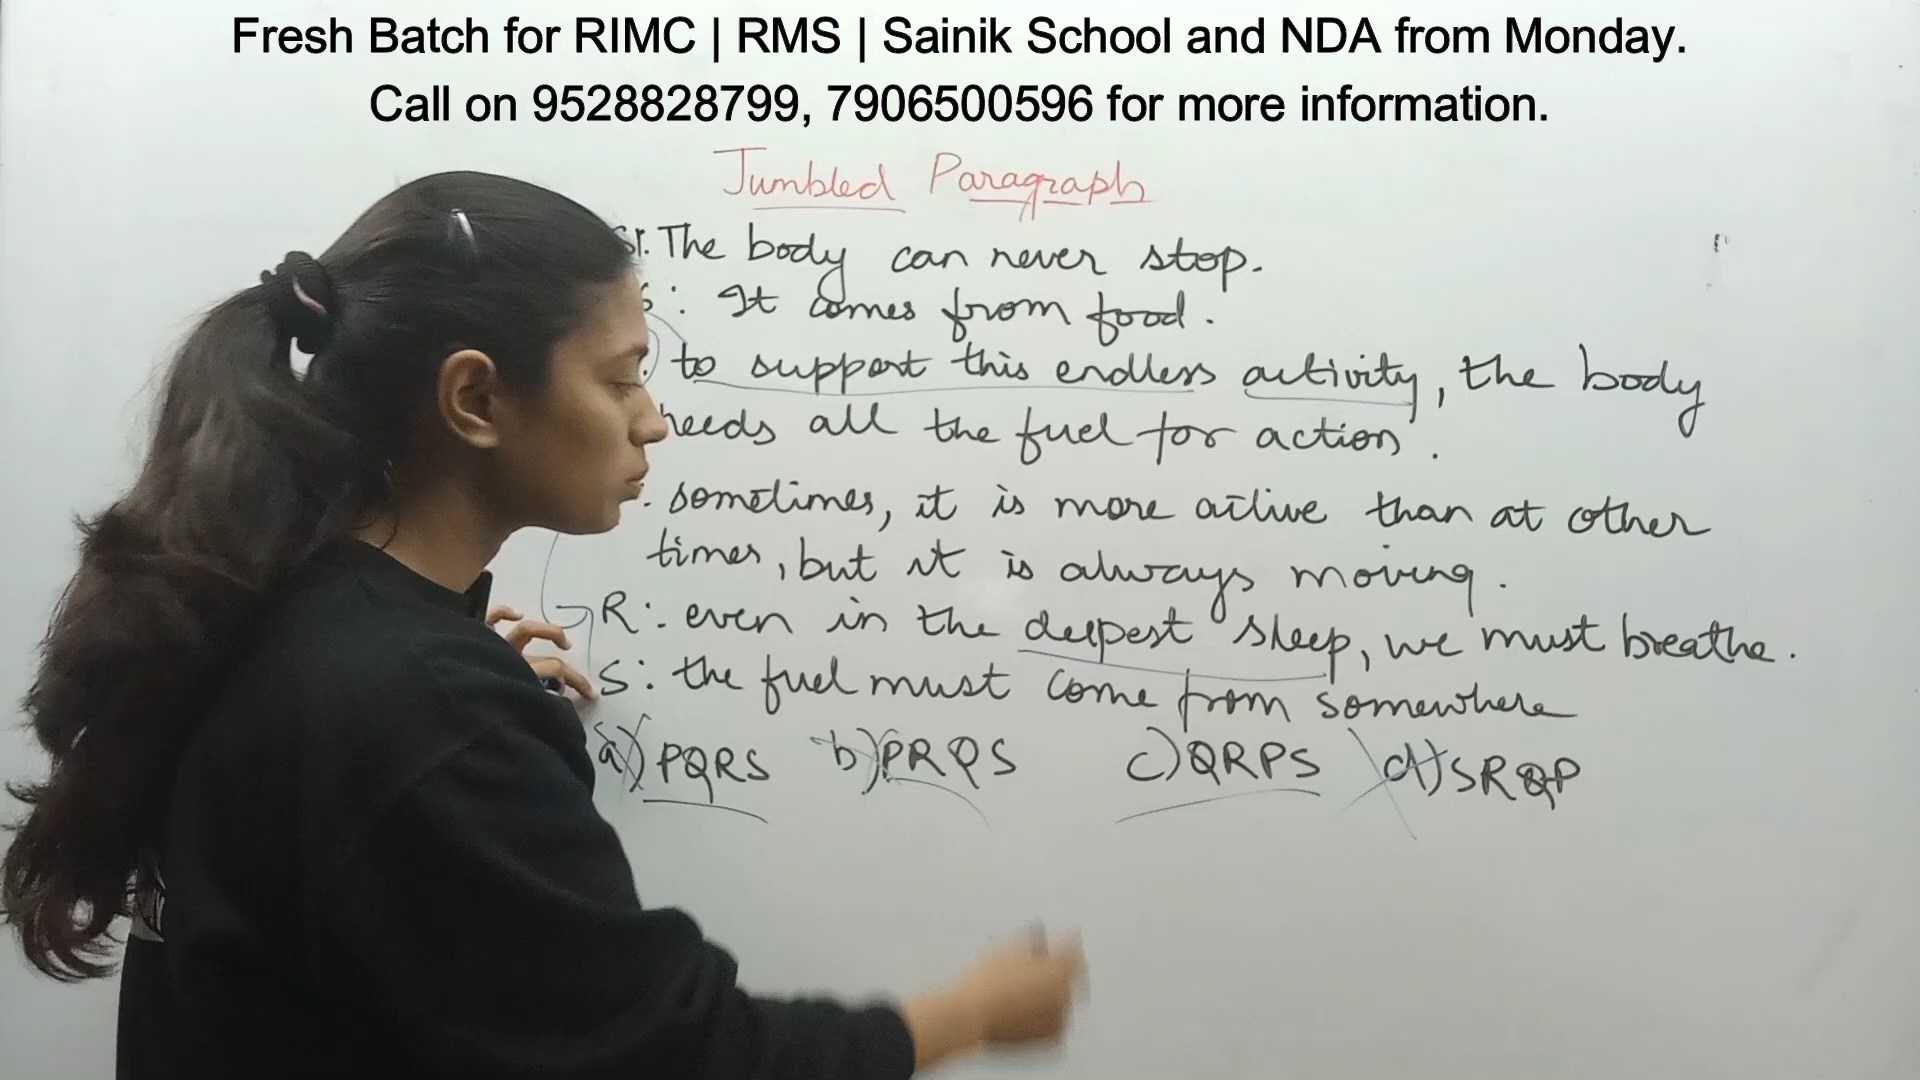 Fresh Batch for RIMC | RMS | Sainik School and NDA from Monday.
Call on 9528828799, 7906500596 for more information.
Jumbled Paragraph
S1. The body can never stop.
6: It comes from food.
to support this endless activity, the body
needs all the fuel for action.
sometimes, it is more active than at other
times, but it is always moving.
R: even in the deepest sleep, we must breathe.
S: the fuel must come from somewhere
a) PQRS b) PRQS c) QRPS d) SRQP